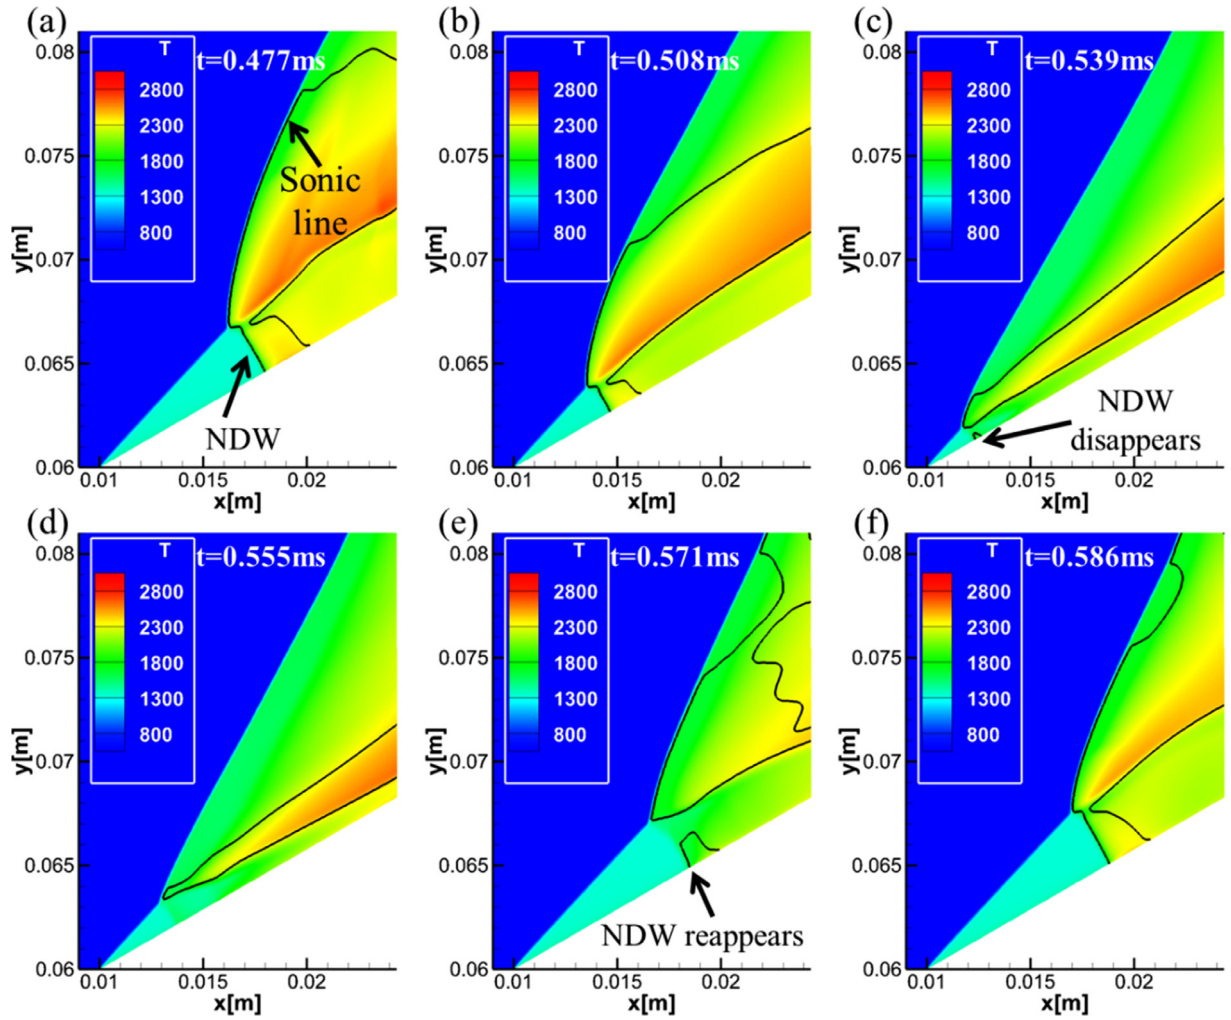 (a)
T
t=0.477ms
2800
2300
1800
1300
800
Sonic
line
NDW
0.08
0.075
0.07
0.065
0.06
y[m]
0.01
0.015
0.02
x[m]
(b)
T
t=0.508ms
2800
2300
1800
1300
800
0.08
0.075
0.07
0.065
0.06
y[m]
0.01
0.015
0.02
x[m]
(c)
T
t=0.539ms
2800
2300
1800
1300
800
NDW
disappears
0.08
0.075
0.07
0.065
0.06
y[m]
0.01
0.015
0.02
x[m]
(d)
T
t=0.555ms
2800
2300
1800
1300
800
0.08
0.075
0.07
0.065
0.06
y[m]
0.01
0.015
0.02
x[m]
(e)
T
t=0.571ms
2800
2300
1800
1300
800
NDW reappears
0.08
0.075
0.07
0.065
0.06
y[m]
0.01
0.015
0.02
x[m]
(f)
T
t=0.586ms
2800
2300
1800
1300
800
0.08
0.075
0.07
0.065
0.06
y[m]
0.01
0.015
0.02
x[m]